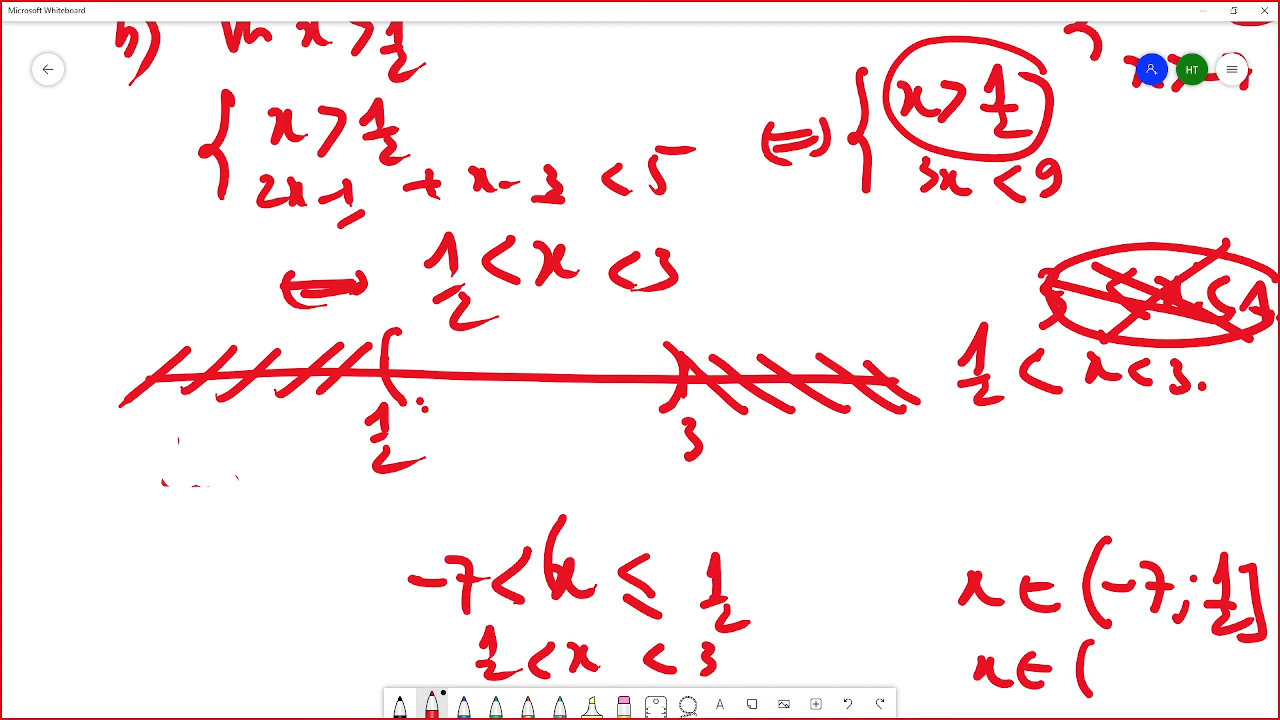 Microsoft Whiteboard
b) x > 1/2
HT
{ x > 1/2
2x-1 + x-3 < 5
⇔ { x > 1/2
3x < 9
⇔ 1/2 < x < 3
1/2 < x < 3.
( 1/2
) 3
-7 < x ≤ 1/2
x ∈ (-7; 1/2]
1/2 < x < 3
x ∈ (
A